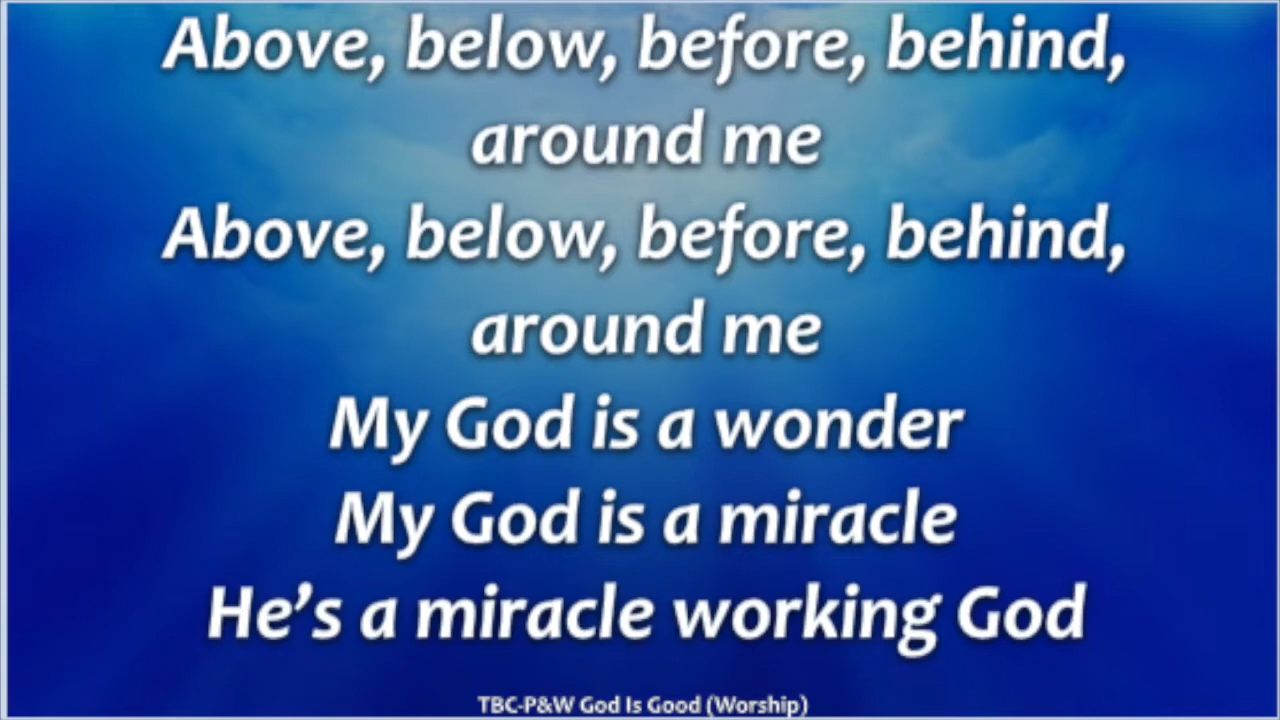 Above, below, before, behind,
around me
Above, below, before, behind,
around me
My God is a wonder
My God is a miracle
He’s a miracle working God
TBC-P&W God Is Good (Worship)